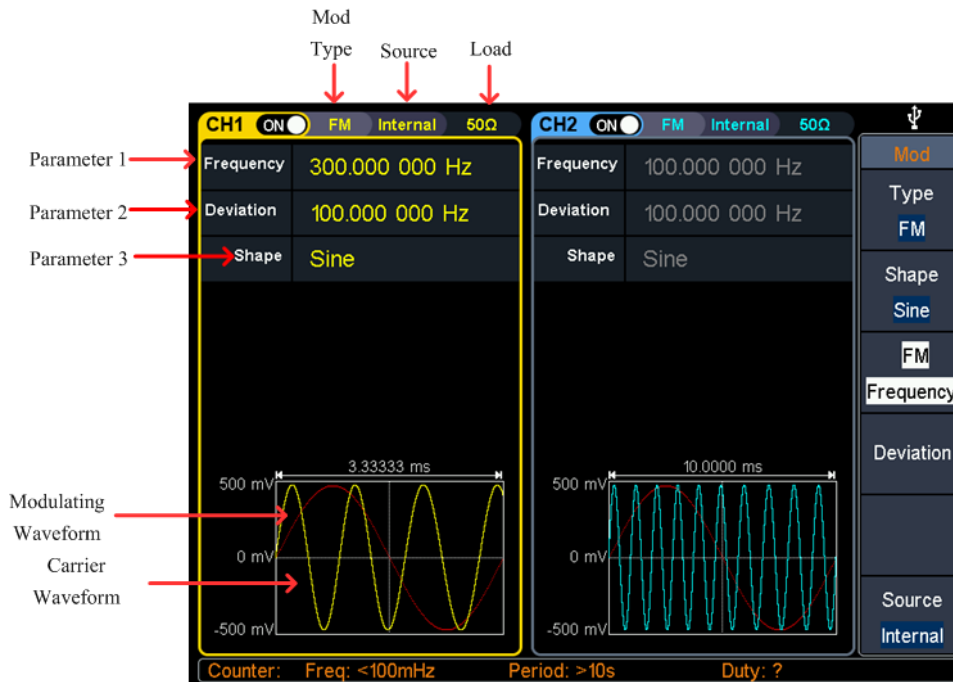 Mod
Type
Source
Load
CH1 ON FM Internal 50Ω
CH2 ON FM Internal 50Ω
Parameter 1
Frequency 300.000 000 Hz
Frequency 100.000 000 Hz
Mod
Parameter 2
Deviation 100.000 000 Hz
Deviation 100.000 000 Hz
Type
FM
Parameter 3
Shape Sine
Shape Sine
Shape
Sine
FM
Frequency
Deviation
3.33333 ms
10.0000 ms
500 mV
0 mV
-500 mV
500 mV
0 mV
-500 mV
Modulating
Waveform
Carrier
Waveform
Source
Internal
Counter: Freq: <100mHz Period: >10s Duty: ?